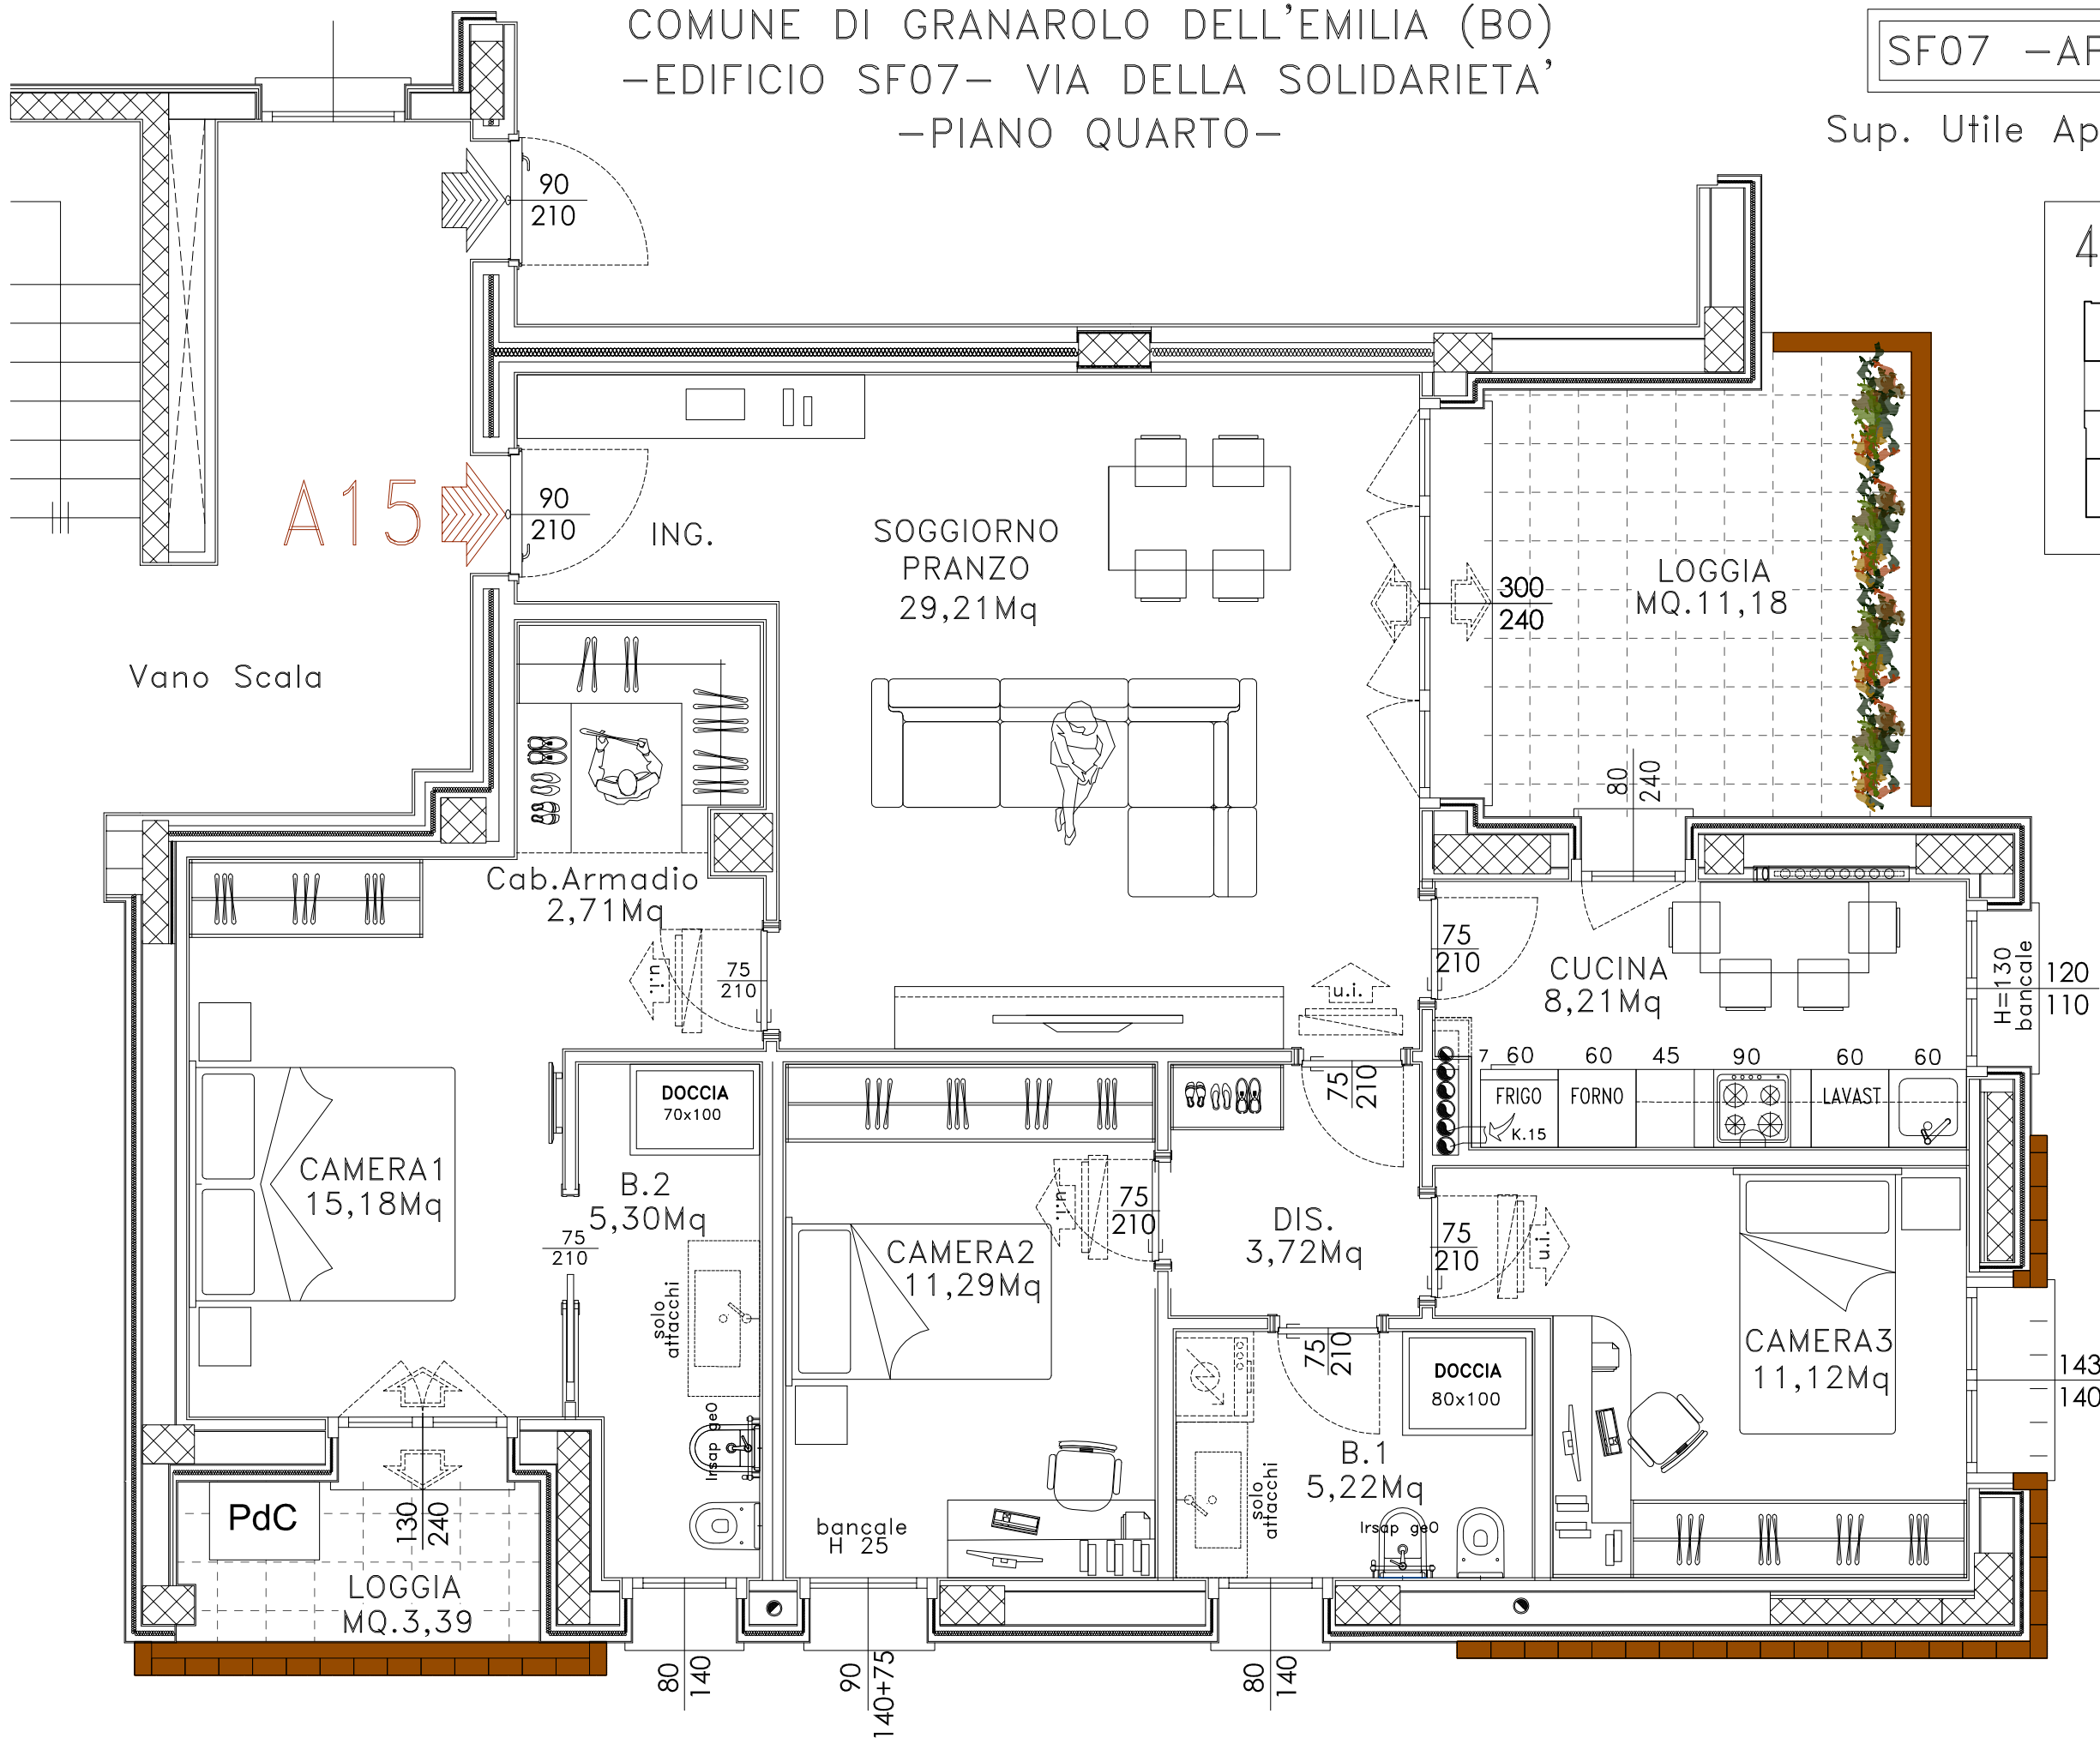 COMUNE DI GRANAROLO DELL'EMILIA (BO)
-EDIFICIO SF07- VIA DELLA SOLIDARIETA'
-PIANO QUARTO-
SF07 -
Sup. Utile
4
90
210
A15
90
210
ING.
SOGGIORNO
PRANZO
29,21Mq
LOGGIA
MQ.11,18
300
240
Vano Scala
80
240
Cab.Armadio
2,71Mq
75
210
u.i.
u.i.
75
210
CUCINA
8,21Mq
H=130
bancale
120
110
7 60 60 45 90 60 60
FRIGO
FORNO
LAVAST
K.15
DOCCIA
70x100
75
210
CAMERA1
15,18Mq
B.2
5,30Mq
75
210
solo
attacchi
Irsap geO
CAMERA2
11,29Mq
u.i.
75
210
DIS.
3,72Mq
75
210
u.i.
75
210
CAMERA3
11,12Mq
143
140
DOCCIA
80x100
B.1
5,22Mq
solo
attacchi
Irsap geO
bancale
H 25
PdC
130
240
LOGGIA
MQ.3,39
80
140
90
140+75
80
140